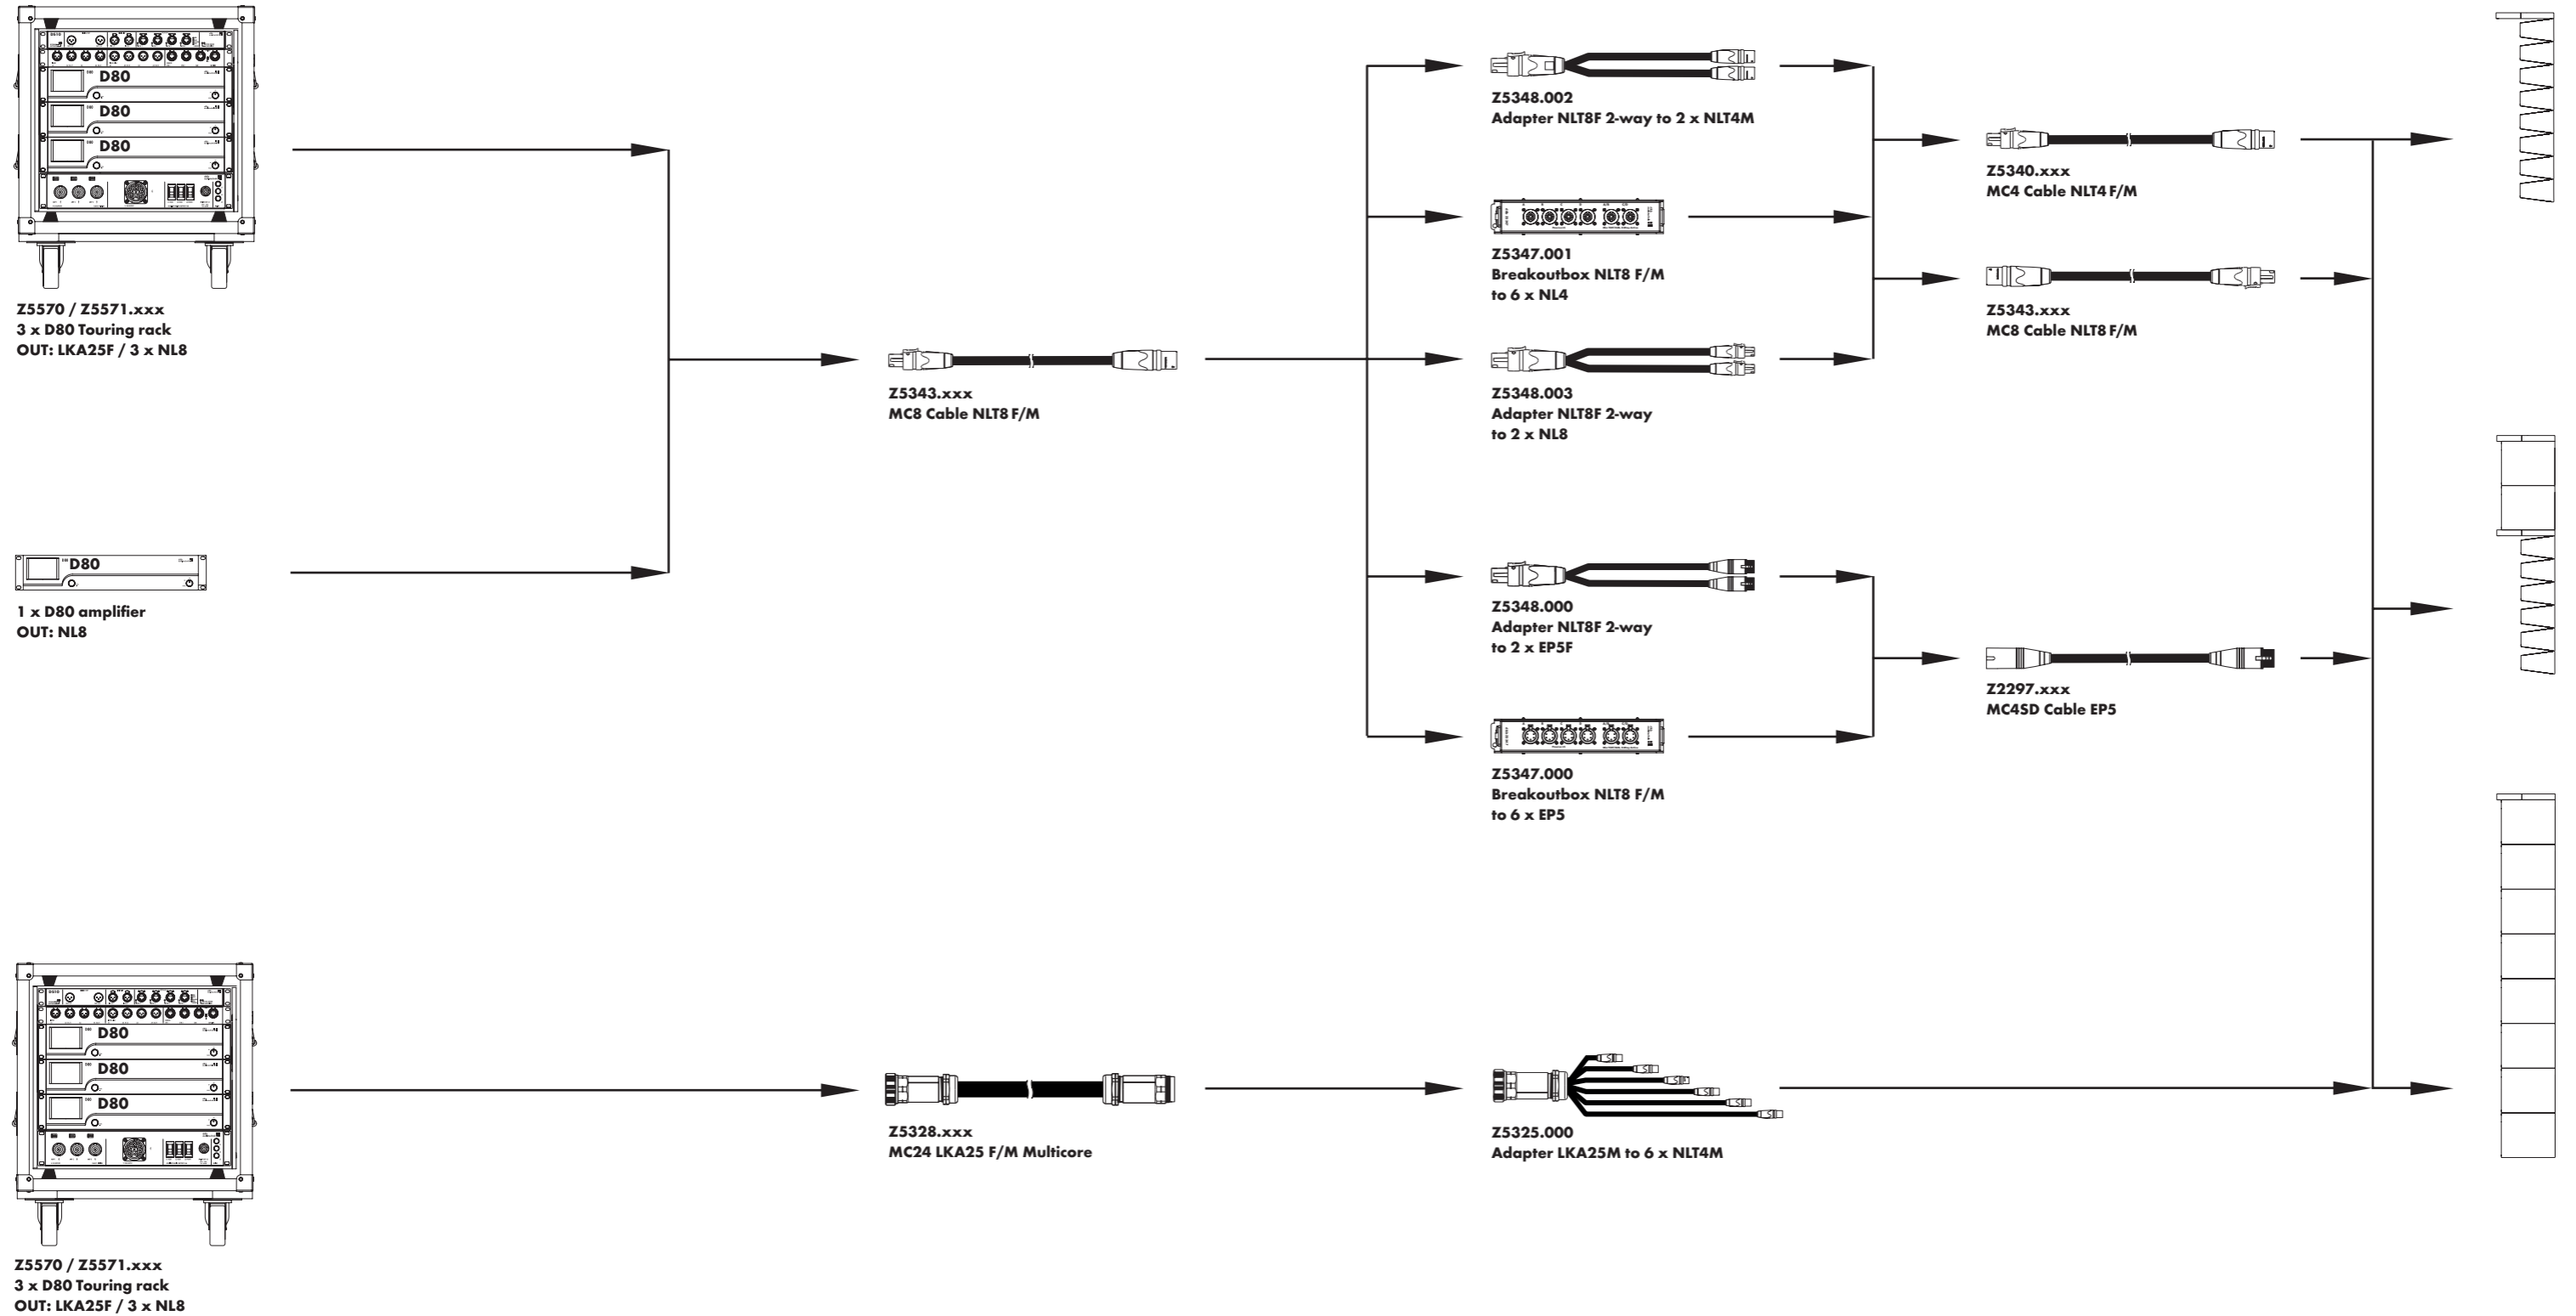 D80
D80
D80
Z5570 / Z5571.xxx
3 x D80 Touring rack
OUT: LKA25F / 3 x NL8
D80
1 x D80 amplifier
OUT: NL8
Z5343.xxx
MC8 Cable NLT8 F/M
Z5348.002
Adapter NLT8F 2-way to 2 x NLT4M
Z5347.001
Breakoutbox NLT8 F/M
to 6 x NL4
Z5348.003
Adapter NLT8F 2-way
to 2 x NL8
Z5348.000
Adapter NLT8F 2-way
to 2 x EP5F
Z5347.000
Breakoutbox NLT8 F/M
to 6 x EP5
Z5340.xxx
MC4 Cable NLT4 F/M
Z5343.xxx
MC8 Cable NLT8 F/M
Z2297.xxx
MC4SD Cable EP5
D80
D80
D80
Z5570 / Z5571.xxx
3 x D80 Touring rack
OUT: LKA25F / 3 x NL8
Z5328.xxx
MC24 LKA25 F/M Multicore
Z5325.000
Adapter LKA25M to 6 x NLT4M